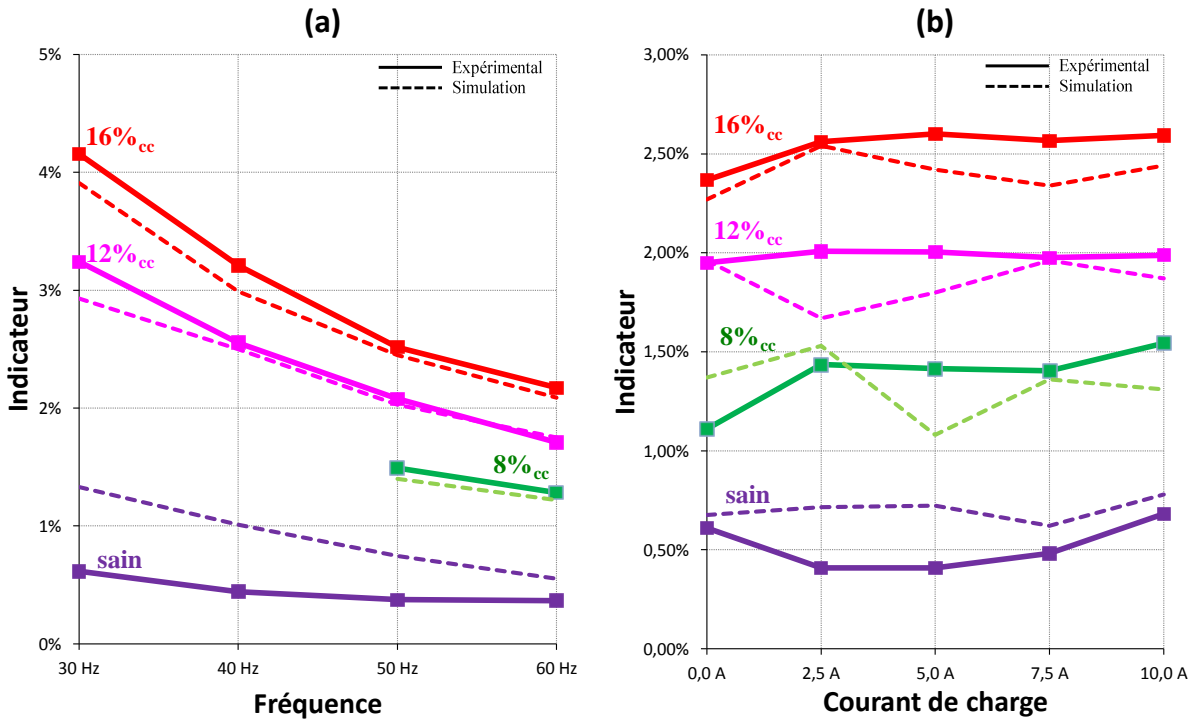 (a)
5%
4%
3%
2%
1%
0%
Indicateur
Expérimental
Simulation
16%cc
12%cc
8%cc
sain
30 Hz 40 Hz 50 Hz 60 Hz
Fréquence
(b)
3,00%
2,50%
2,00%
1,50%
1,00%
0,50%
0,00%
Indicateur
Expérimental
Simulation
16%cc
12%cc
8%cc
sain
0,0 A 2,5 A 5,0 A 7,5 A 10,0 A
Courant de charge